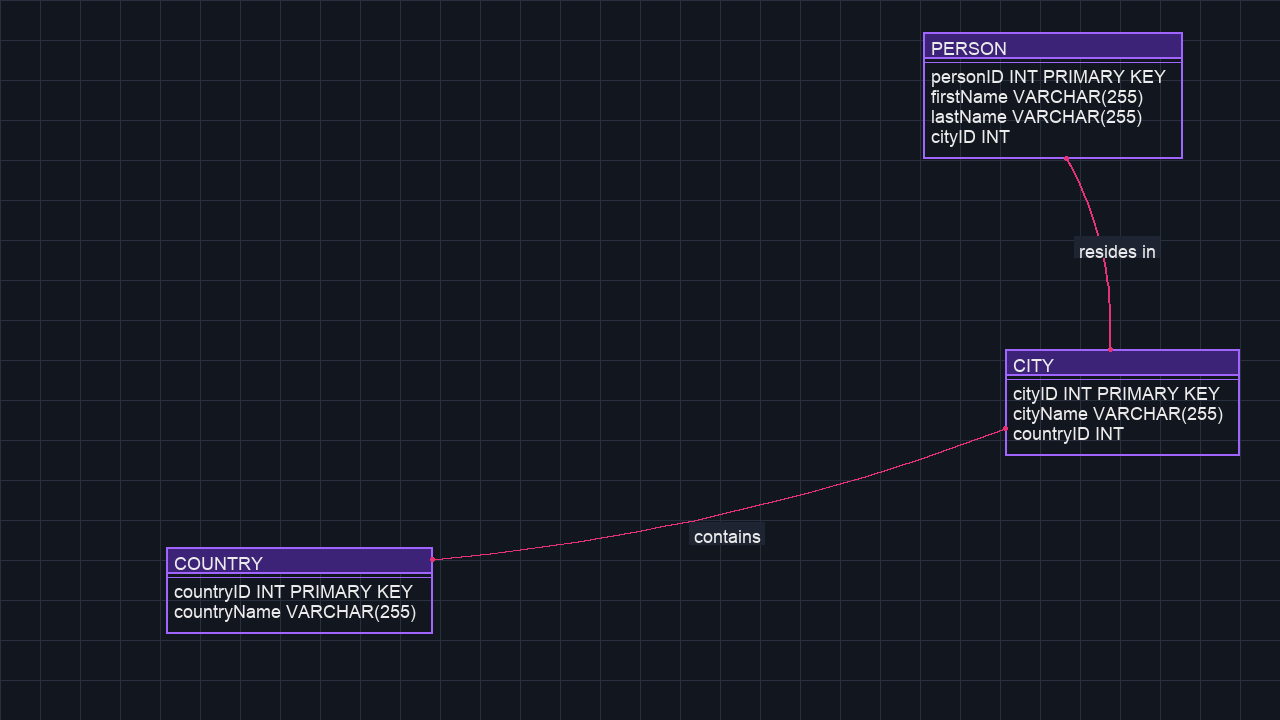 PERSON
personID INT PRIMARY KEY
firstName VARCHAR(255)
lastName VARCHAR(255)
cityID INT
resides in
CITY
cityID INT PRIMARY KEY
cityName VARCHAR(255)
countryID INT
contains
COUNTRY
countryID INT PRIMARY KEY
countryName VARCHAR(255)